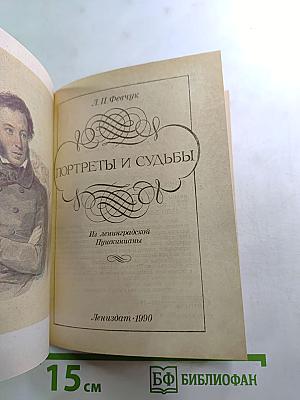 Л. П. Февчук
ПОРТРЕТЫ И СУДЬБЫ
Из ленинградской
Пушкинианы
Лениздат · 1990
15 см
БФ БИБЛИОФАН